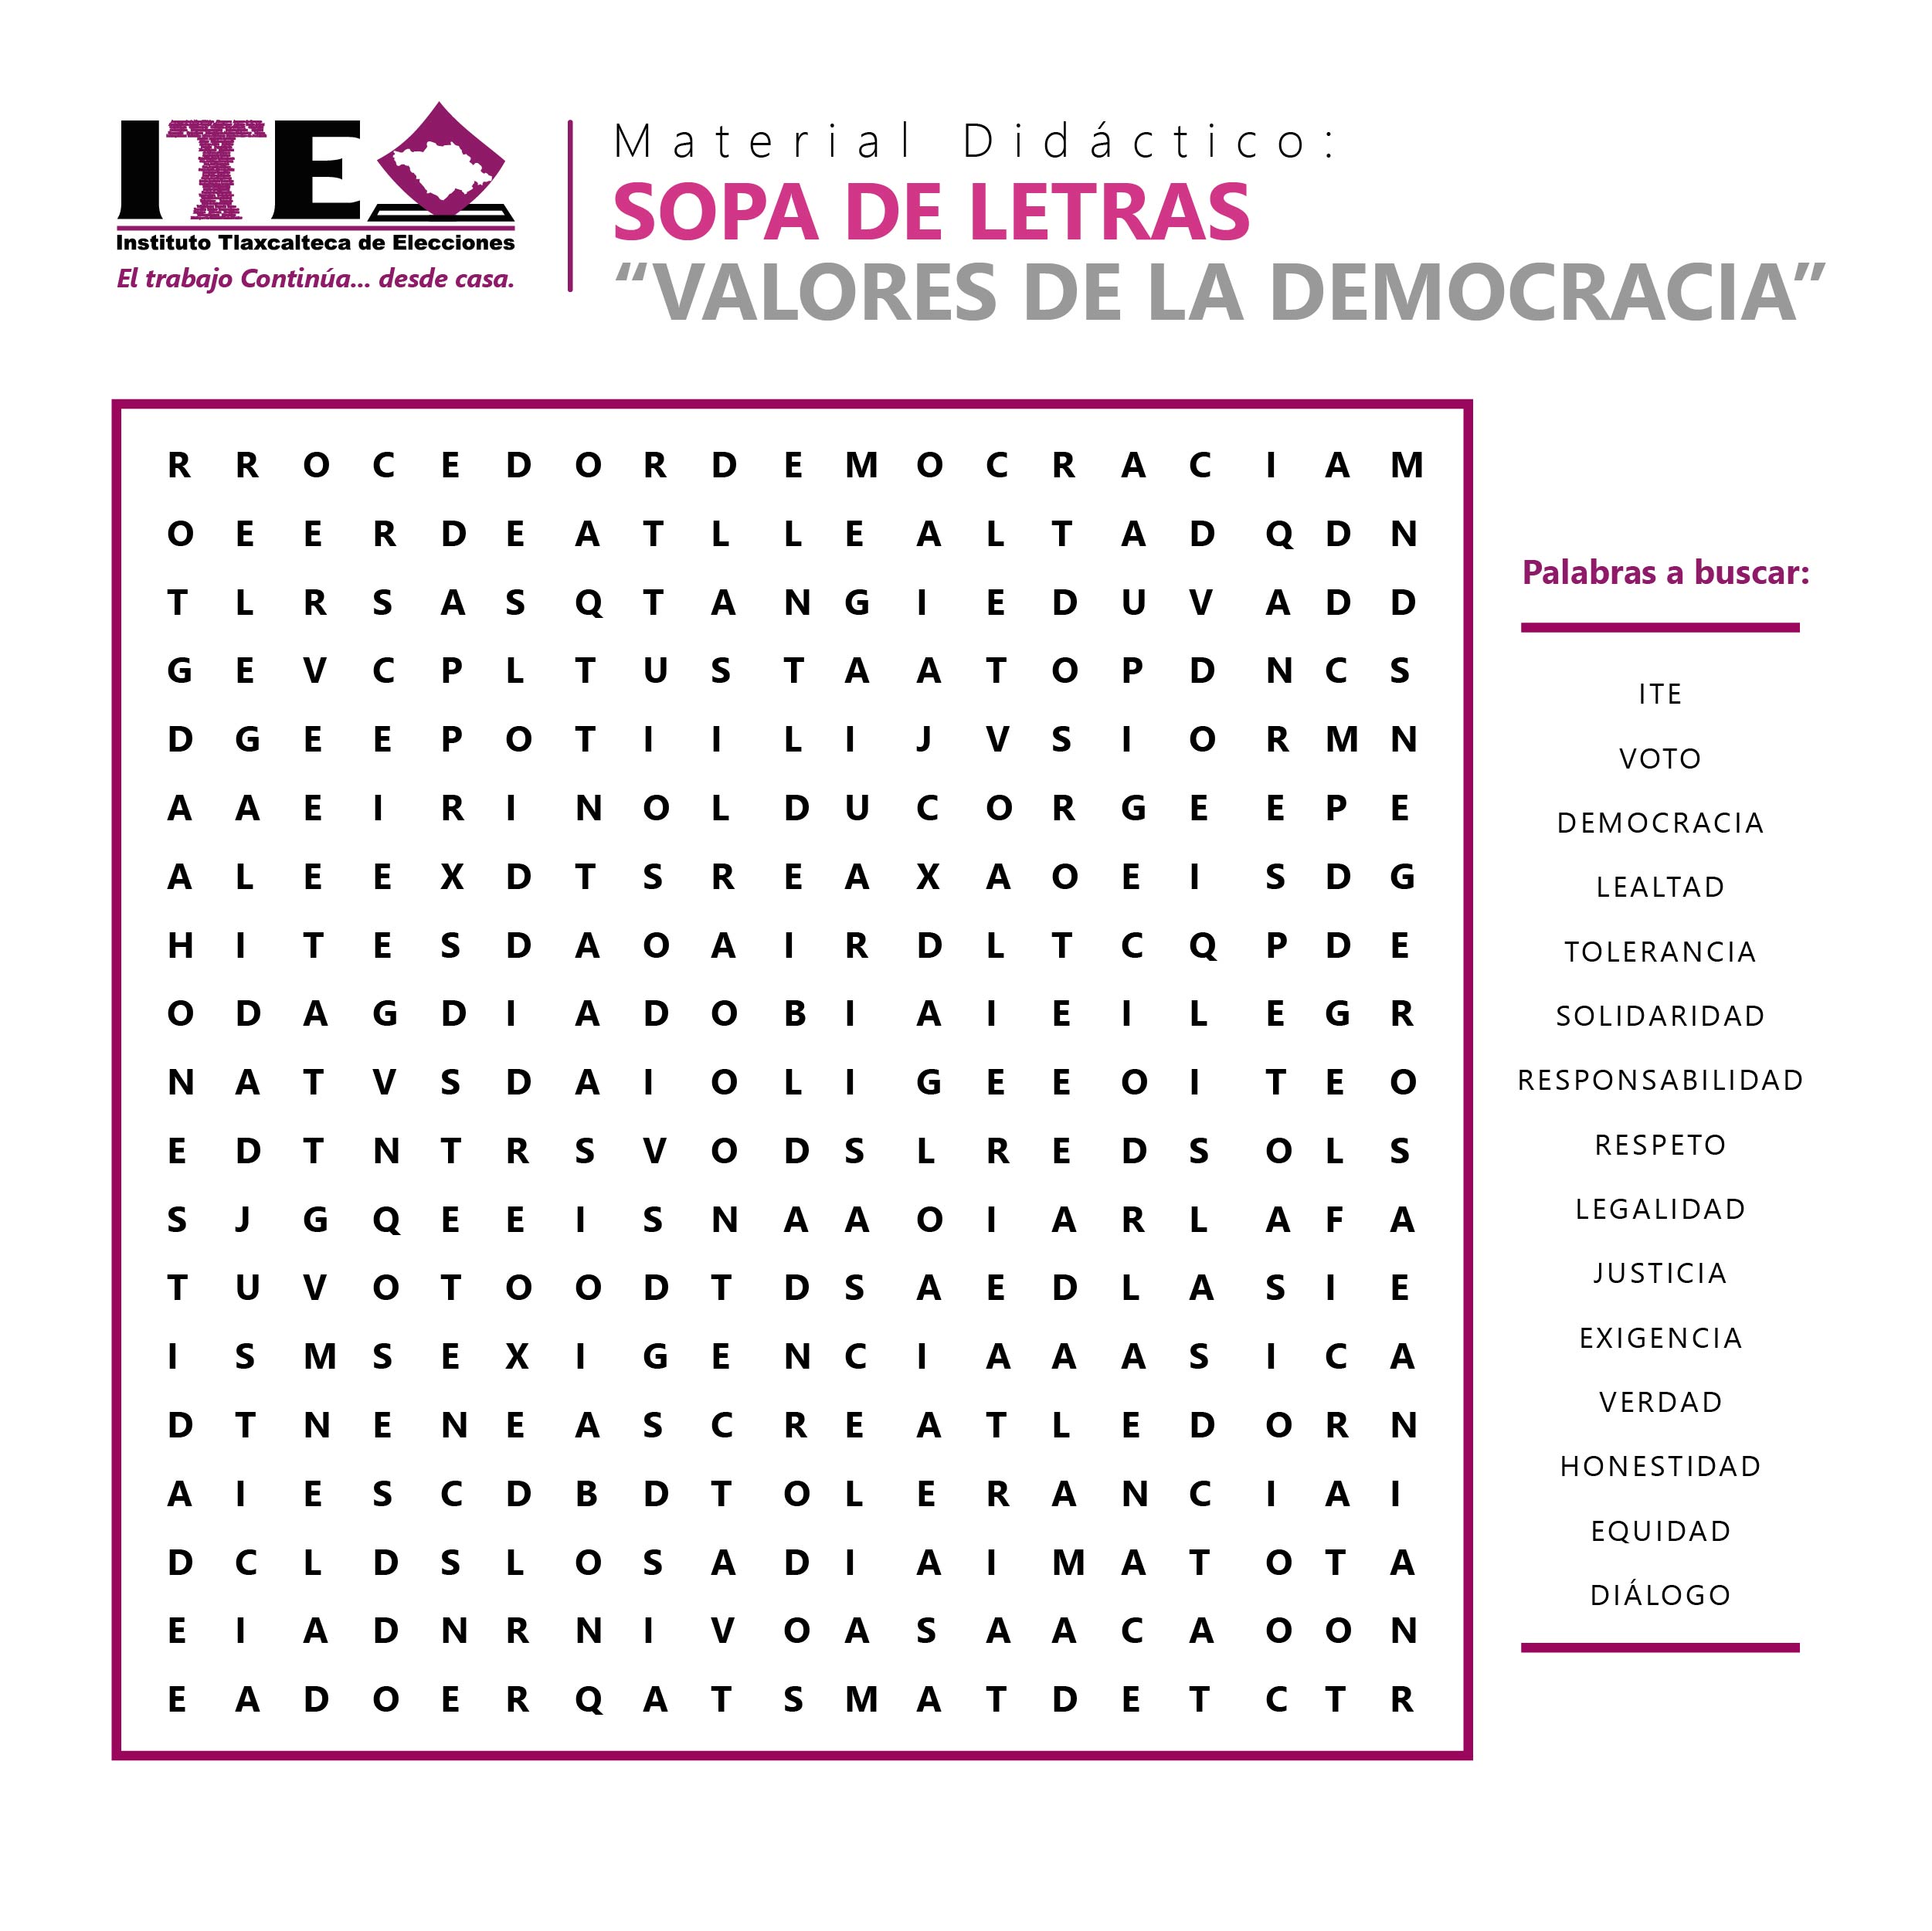 ITE
Instituto Tlaxcalteca de Elecciones
El trabajo Continúa... desde casa.
Material Didáctico:
SOPA DE LETRAS
“VALORES DE LA DEMOCRACIA”
R R O C E D O R D E M O C R A C I A M
O E E R D E A T L L E A L T A D Q D N
T L R S A S Q T A N G I E D U V A D D
G E V C P L T U S T A A T O P D N C S
D G E E P O T I I L I J V S I O R M N
A A E I R I N O L D U C O R G E E P E
A L E E X D T S R E A X A O E I S D G
H I T E S D A O A I R D L T C Q P D E
O D A G D I A D O B I A I E I L E G R
N A T V S D A I O L I G E E O I T E O
E D T N T R S V O D S L R E D S O L S
S J G Q E E I S N A A O I A R L A F A
T U V O T O O D T D S A E D L A S I E
I S M S E X I G E N C I A A A S I C A
D T N E N E A S C R E A T L E D O R N
A I E S C D B D T O L E R A N C I A I
D C L D S L O S A D I A I M A T O T A
E I A D N R N I V O A S A A C A O O N
E A D O E R Q A T S M A T D E T C T R
Palabras a buscar:
ITE
VOTO
DEMOCRACIA
LEALTAD
TOLERANCIA
SOLIDARIDAD
RESPONSABILIDAD
RESPETO
LEGALIDAD
JUSTICIA
EXIGENCIA
VERDAD
HONESTIDAD
EQUIDAD
DIÁLOGO